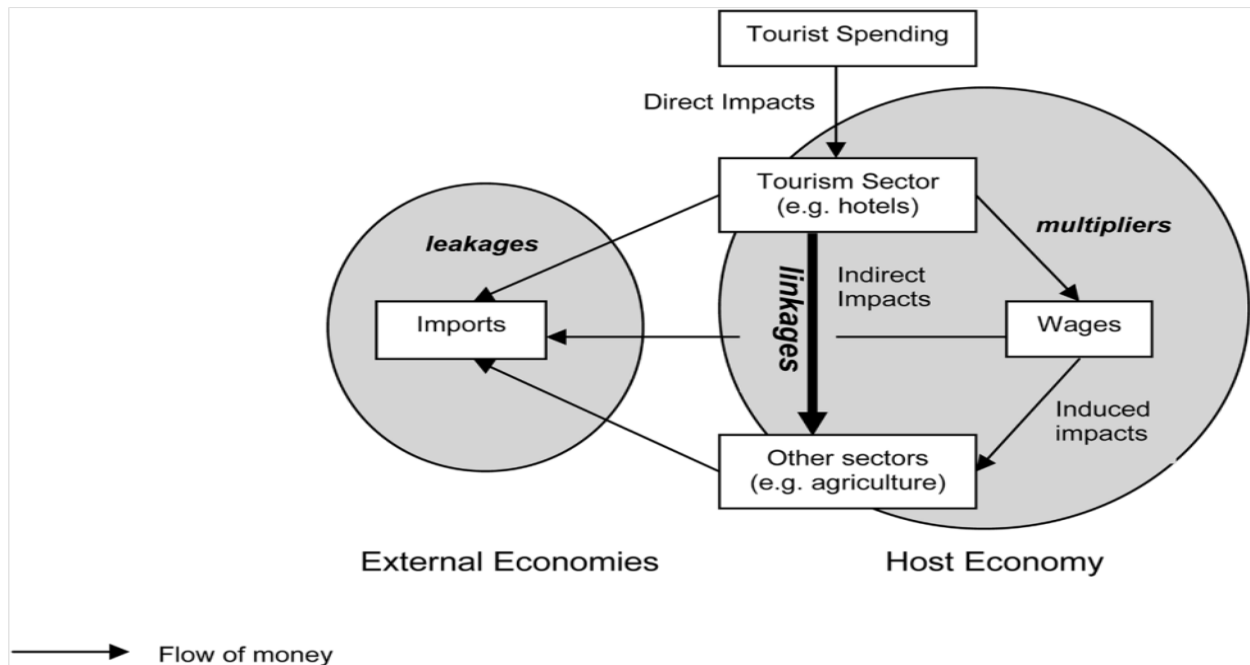 Tourist Spending
Direct Impacts
Tourism Sector
(e.g. hotels)
leakages
multipliers
linkages
Indirect
Impacts
Imports
Wages
Induced
impacts
Other sectors
(e.g. agriculture)
External Economies
Host Economy
Flow of money